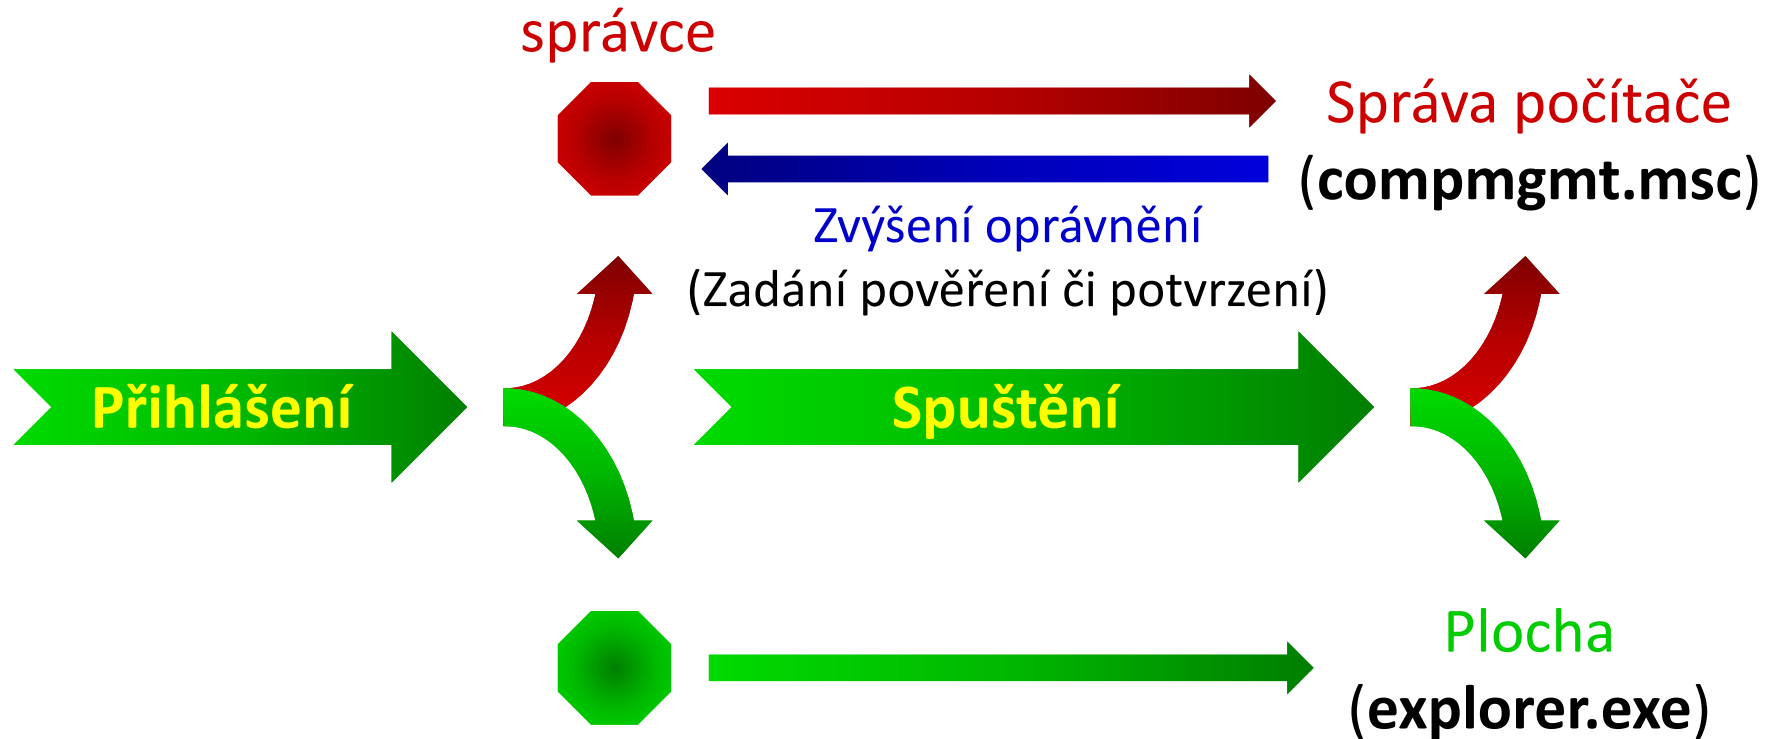 správce
Správa počítače
(compmgmt.msc)
Zvýšení oprávnění
(Zadání pověření či potvrzení)
Přihlášení
Spuštění
Plocha
(explorer.exe)